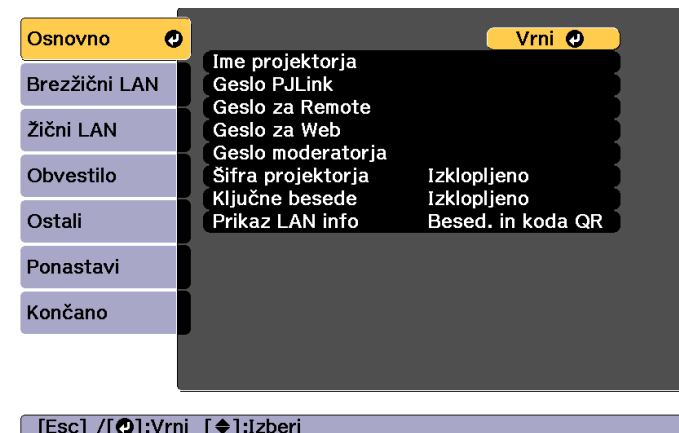 Osnovno
Brezžični LAN
Žični LAN
Obvestilo
Ostali
Ponastavi
Končano
Vrni
Ime projektorja
Geslo PJLink
Geslo za Remote
Geslo za Web
Geslo moderatorja
Šifra projektorja Izklopljeno
Ključne besede Izklopljeno
Prikaz LAN info Besed. in koda QR
[Esc] /[ ]:Vrni [ ]:Izberi